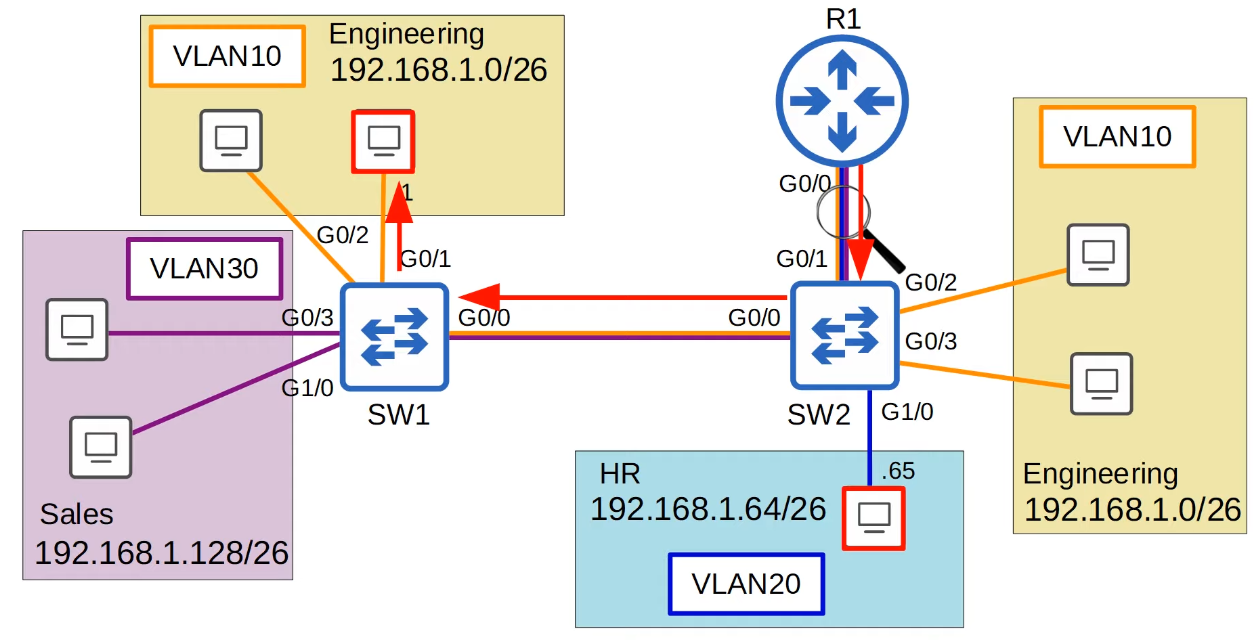 R1
VLAN10
Engineering
192.168.1.0/26
VLAN10
G0/0
1
G0/2
G0/1
G0/1
VLAN30
G0/2
G0/3
G0/0
G0/0
G0/3
G1/0
SW1
SW2
G1/0
HR
.65
192.168.1.64/26
Engineering
192.168.1.0/26
Sales
192.168.1.128/26
VLAN20